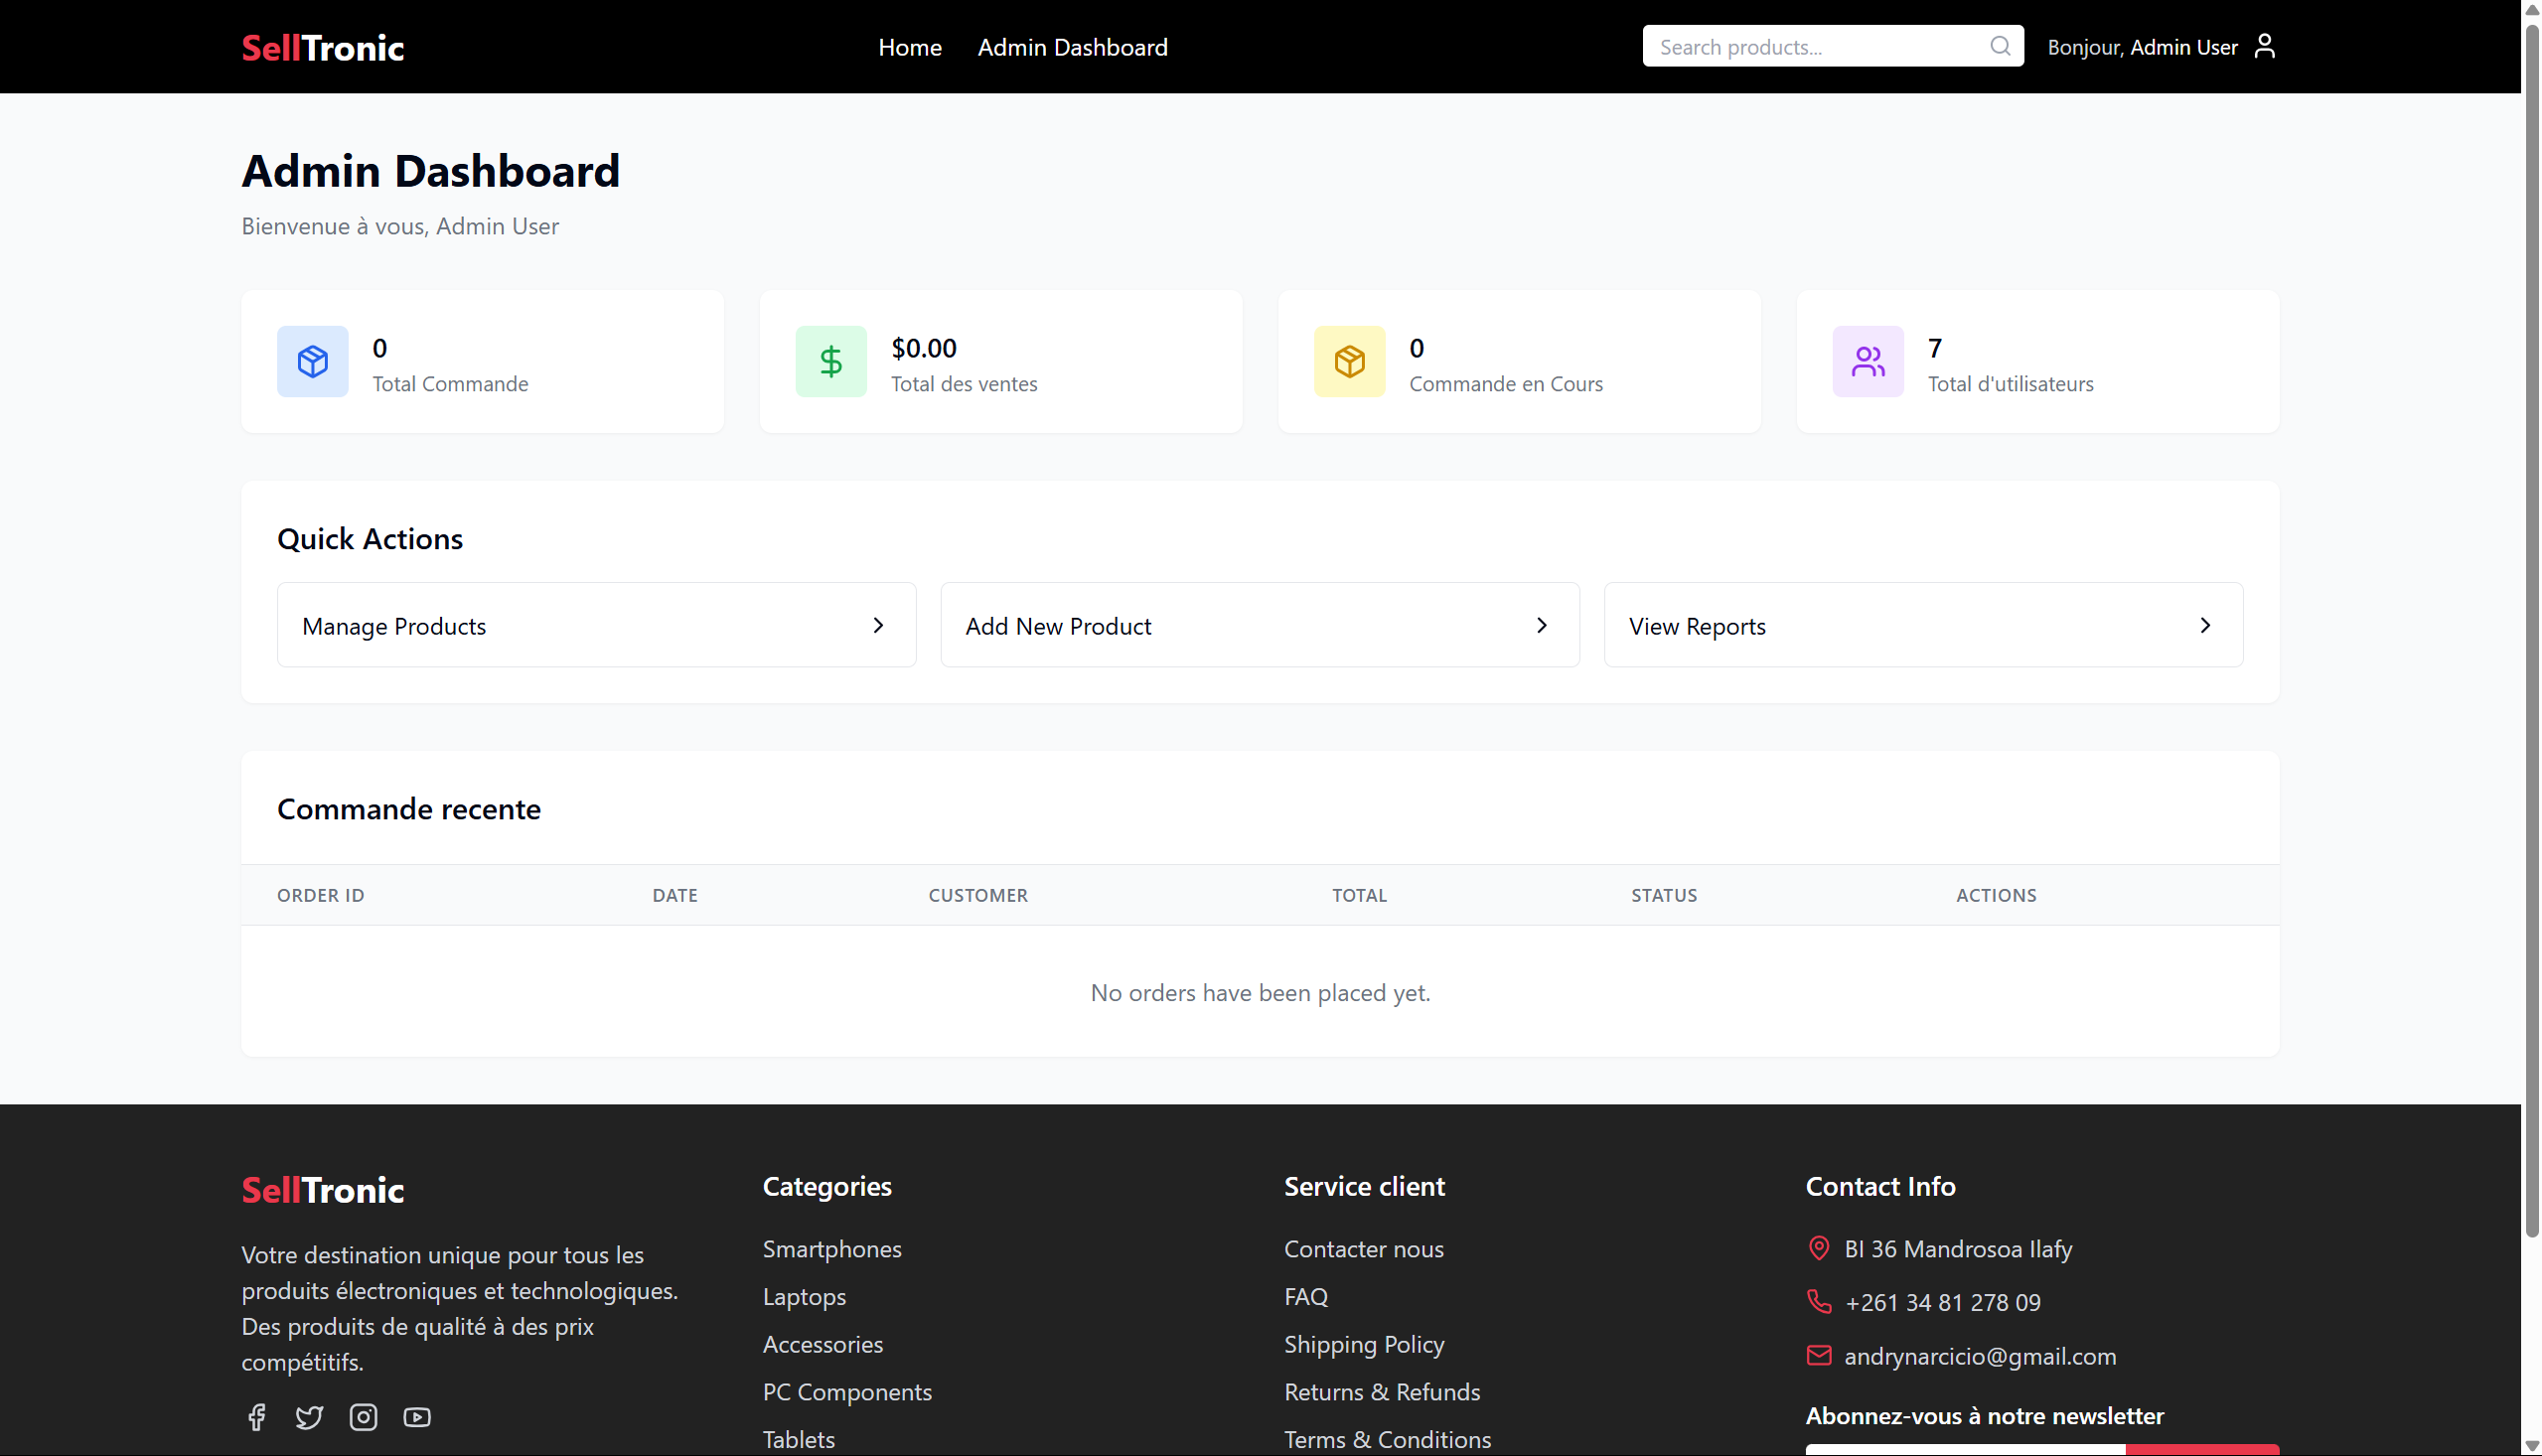 SellTronic
Home
Admin Dashboard
Search products...
Bonjour, Admin User
Admin Dashboard
Bienvenue à vous, Admin User
0
Total Commande
$0.00
Total des ventes
0
Commande en Cours
7
Total d'utilisateurs
Quick Actions
Manage Products
Add New Product
View Reports
Commande recente
ORDER ID
DATE
CUSTOMER
TOTAL
STATUS
ACTIONS
No orders have been placed yet.
SellTronic
Votre destination unique pour tous les
produits électroniques et technologiques.
Des produits de qualité à des prix
compétitifs.
Categories
Smartphones
Laptops
Accessories
PC Components
Tablets
Service client
Contacter nous
FAQ
Shipping Policy
Returns & Refunds
Terms & Conditions
Contact Info
BI 36 Mandrosoa Ilafy
+261 34 81 278 09
andrynarcicio@gmail.com
Abonnez-vous à notre newsletter